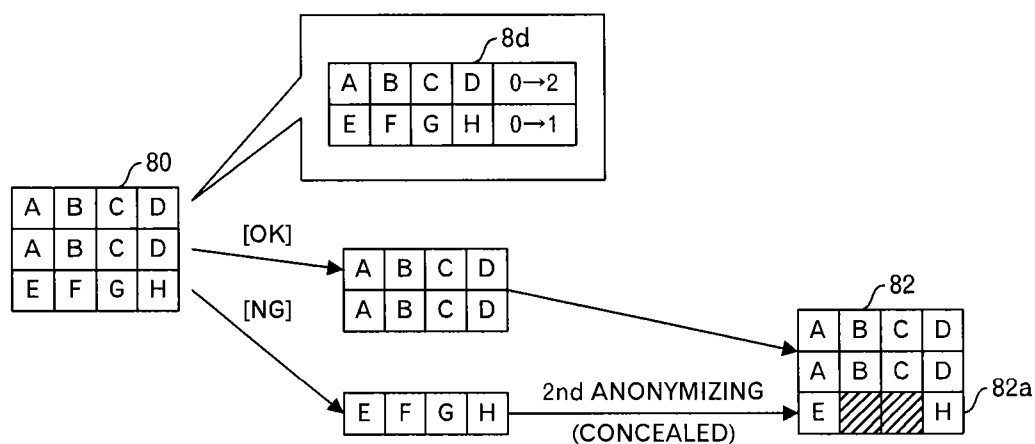 8d
A B C D 0→2
E F G H 0→1
80
A B C D
A B C D
E F G H
[OK]
[NG]
A B C D
A B C D
E F G H
2nd ANONYMIZING
(CONCEALED)
82
A B C D
A B C D
E H
82a